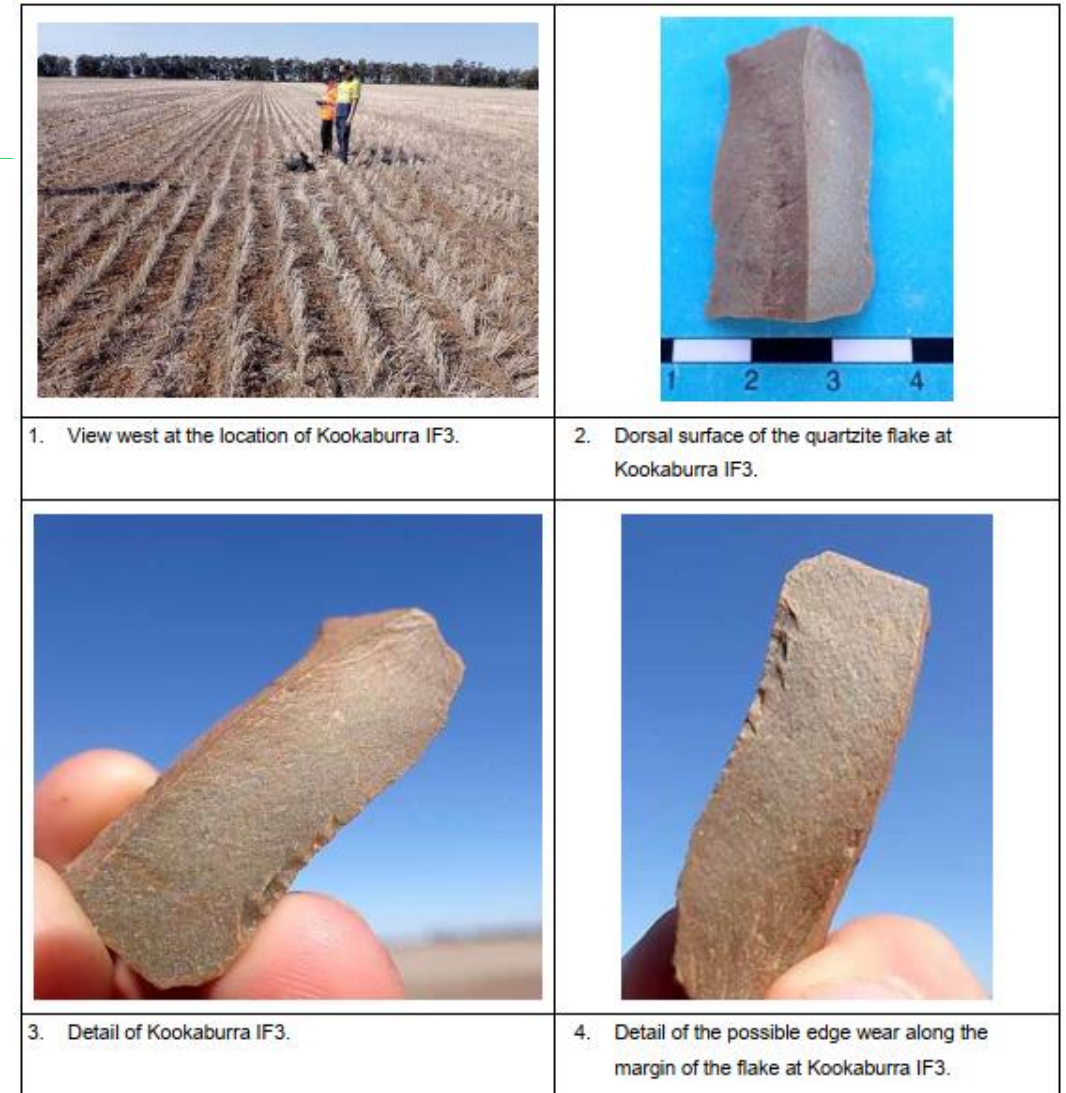 1 2 3 4
1. View west at the location of Kookaburra IF3.
2. Dorsal surface of the quartzite flake at
Kookaburra IF3.
3. Detail of Kookaburra IF3.
4. Detail of the possible edge wear along the
margin of the flake at Kookaburra IF3.